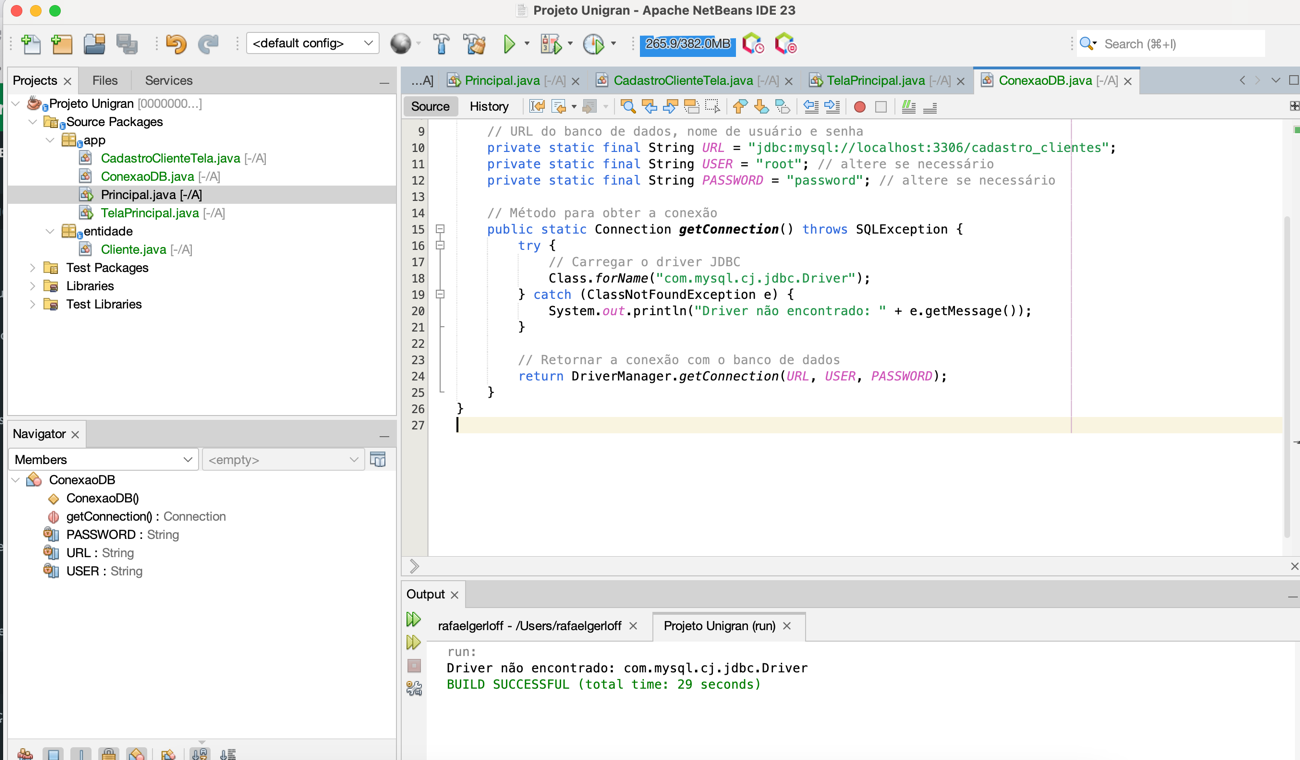 Projeto Unigran - Apache NetBeans IDE 23
<default config>
265.9/382.0MB
Search (⌘+I)
Projects
Files
Services
Projeto Unigran [0000000...]
Source Packages
app
CadastroClienteTela.java [-/A]
ConexaoDB.java [-/A]
Principal.java [-/A]
TelaPrincipal.java [-/A]
entidade
Cliente.java [-/A]
Test Packages
Libraries
Test Libraries
Navigator
Members
<empty>
ConexaoDB
ConexaoDB()
getConnection() : Connection
PASSWORD : String
URL : String
USER : String
...A]
Principal.java [-/A]
CadastroClienteTela.java [-/A]
TelaPrincipal.java [-/A]
ConexaoDB.java [-/A]
Source
History
9 // URL do banco de dados, nome de usuário e senha
10 private static final String URL = "jdbc:mysql://localhost:3306/cadastro_clientes";
11 private static final String USER = "root"; // altere se necessário
12 private static final String PASSWORD = "password"; // altere se necessário
13
14 // Método para obter a conexão
15 public static Connection getConnection() throws SQLException {
16 try {
17 // Carregar o driver JDBC
18 Class.forName("com.mysql.cj.jdbc.Driver");
19 } catch (ClassNotFoundException e) {
20 System.out.println("Driver não encontrado: " + e.getMessage());
21 }
22
23 // Retornar a conexão com o banco de dados
24 return DriverManager.getConnection(URL, USER, PASSWORD);
25 }
26 }
27
Output
rafaelgerloff - /Users/rafaelgerloff
Projeto Unigran (run)
run:
Driver não encontrado: com.mysql.cj.jdbc.Driver
BUILD SUCCESSFUL (total time: 29 seconds)